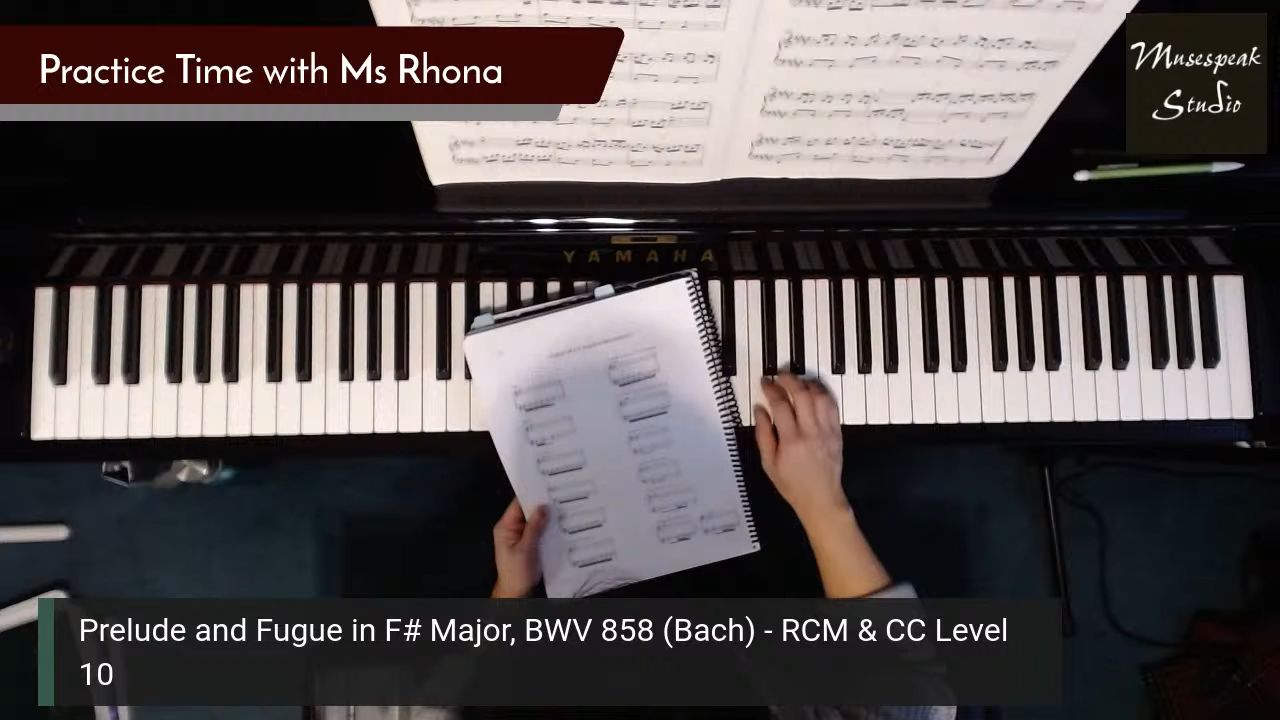 Practice Time with Ms Rhona
Musespeak
Studio
YAMAHA
Prelude and Fugue in F# Major, BWV 858 (Bach) - RCM & CC Level
10